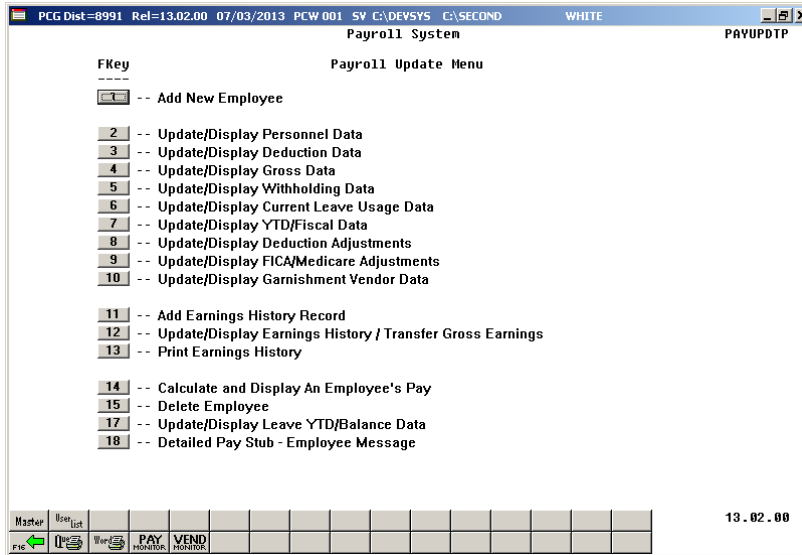 PCG Dist=8991 Rel=13.02.00 07/03/2013 PCW 001 SV C:\DEVSYS C:\SECOND WHITE
Payroll System PAYUPDTP
FKey Payroll Update Menu
----
1 -- Add New Employee
2 -- Update/Display Personnel Data
3 -- Update/Display Deduction Data
4 -- Update/Display Gross Data
5 -- Update/Display Withholding Data
6 -- Update/Display Current Leave Usage Data
7 -- Update/Display YTD/Fiscal Data
8 -- Update/Display Deduction Adjustments
9 -- Update/Display FICA/Medicare Adjustments
10 -- Update/Display Garnishment Vendor Data
11 -- Add Earnings History Record
12 -- Update/Display Earnings History / Transfer Gross Earnings
13 -- Print Earnings History
14 -- Calculate and Display An Employee's Pay
15 -- Delete Employee
17 -- Update/Display Leave YTD/Balance Data
18 -- Detailed Pay Stub - Employee Message
Master User List 13.02.00
F16 Que Word PAY MONITOR VEND MONITOR